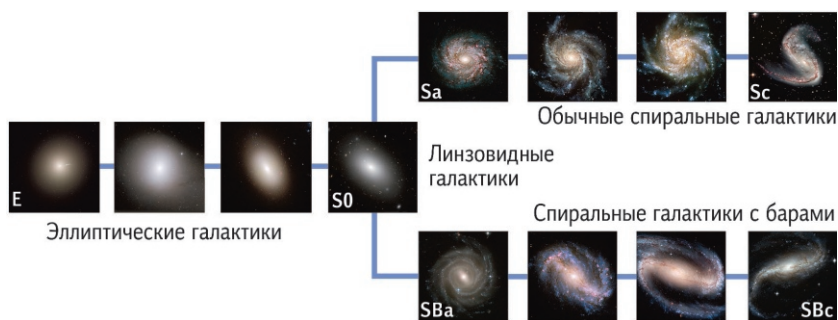 Sa
Sc
Обычные спиральные галактики
E
S0
Линзовидные
галактики
Эллиптические галактики
Спиральные галактики с барами
SBa
SBc